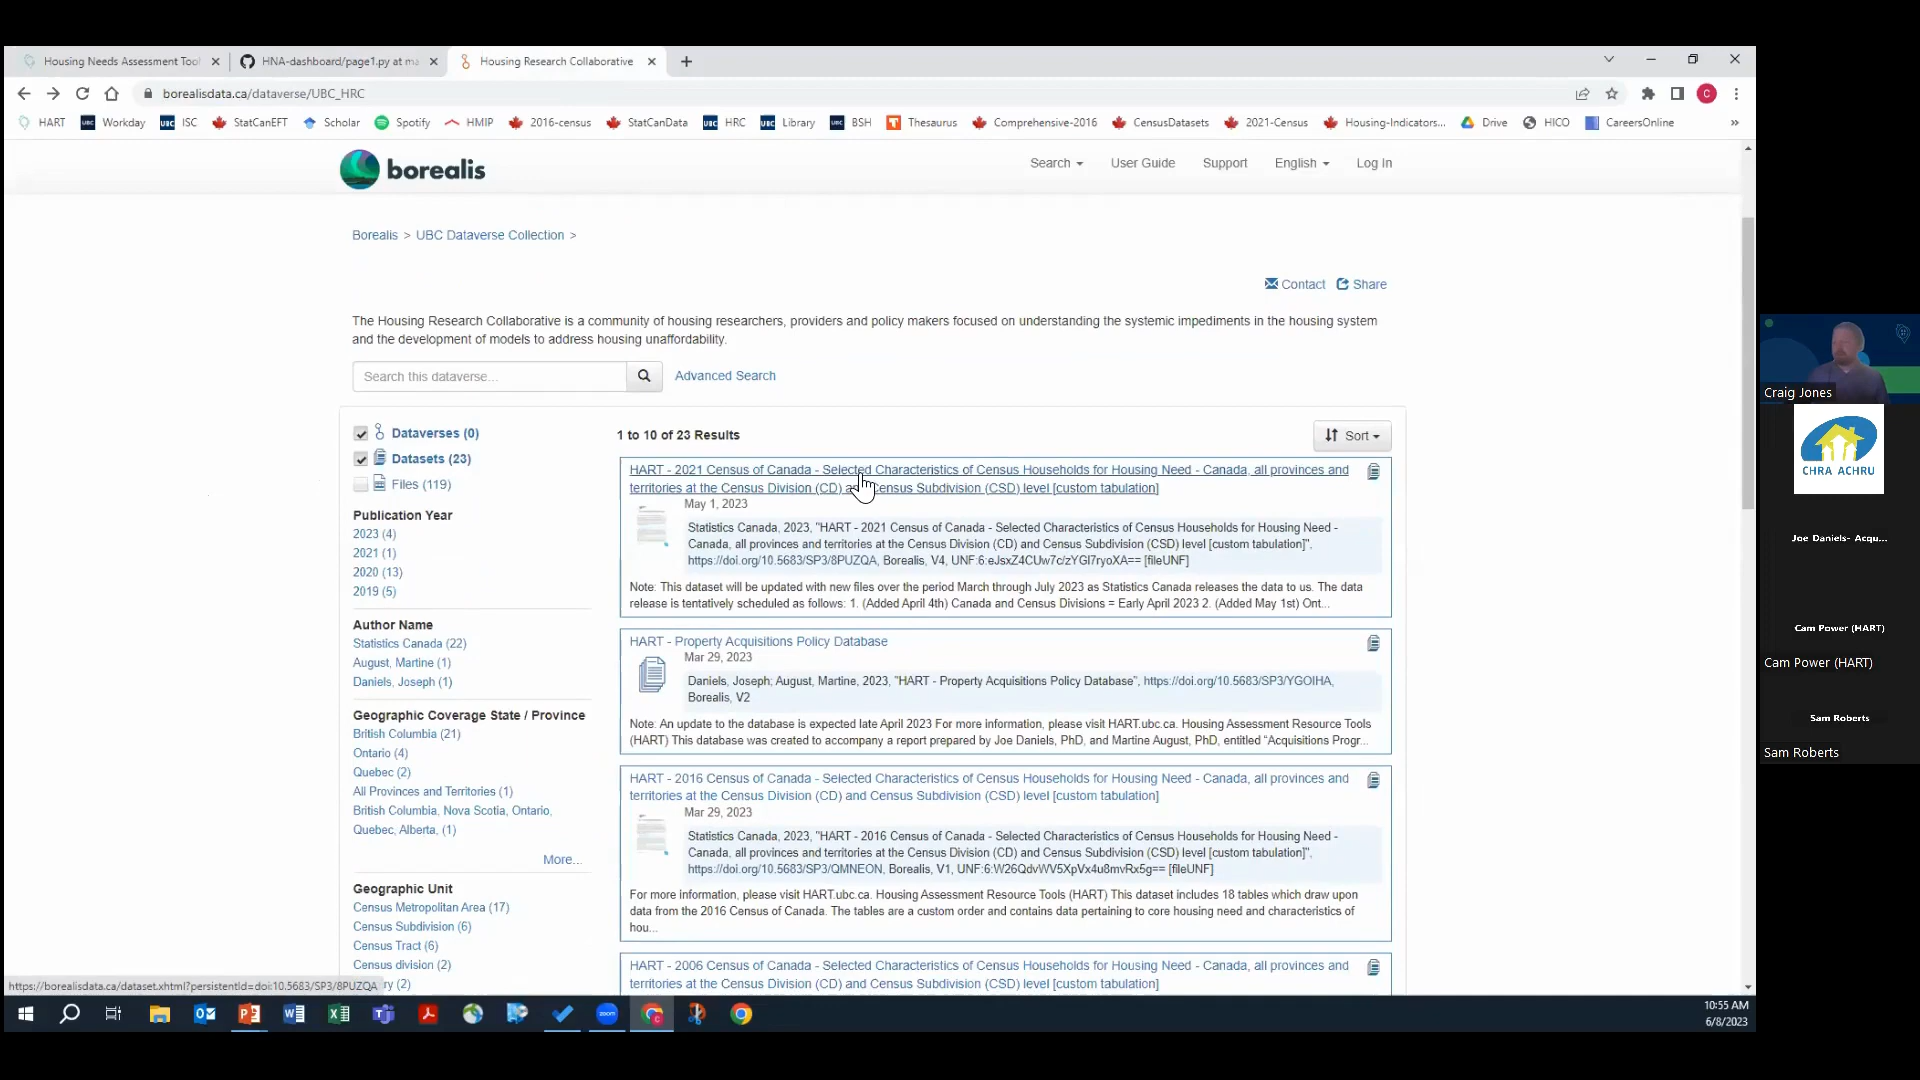 Housing Needs Assessment Tool
HNA-dashboard/page1.py at ma
Housing Research Collaborative
borealisdata.ca/dataverse/UBC_HRC
C
HART
UBC Workday
UBC ISC
StatCanEFT
Scholar
Spotify
HMIP
2016-census
StatCanData
UBC HRC
UBC Library
UBC BSH
T Thesaurus
Comprehensive-2016
CensusDatasets
2021-Census
Housing-Indicators...
Drive
HICO
CareersOnline
»
borealis
Search
User Guide
Support
English
Log In
Borealis > UBC Dataverse Collection >
Contact
Share
The Housing Research Collaborative is a community of housing researchers, providers and policy makers focused on understanding the systemic impediments in the housing system
and the development of models to address housing unaffordability.
Search this dataverse...
Advanced Search
Dataverses (0)
Datasets (23)
Files (119)
Publication Year
2023 (4)
2021 (1)
2020 (13)
2019 (5)
Author Name
Statistics Canada (22)
August, Martine (1)
Daniels, Joseph (1)
Geographic Coverage State / Province
British Columbia (21)
Ontario (4)
Quebec (2)
All Provinces and Territories (1)
British Columbia, Nova Scotia, Ontario,
Quebec, Alberta, (1)
More...
Geographic Unit
Census Metropolitan Area (17)
Census Subdivision (6)
Census Tract (6)
Census division (2)
ry (2)
1 to 10 of 23 Results
Sort
HART - 2021 Census of Canada - Selected Characteristics of Census Households for Housing Need - Canada, all provinces and
territories at the Census Division (CD) a Census Subdivision (CSD) level [custom tabulation]
May 1, 2023
Statistics Canada, 2023, "HART - 2021 Census of Canada - Selected Characteristics of Census Households for Housing Need -
Canada, all provinces and territories at the Census Division (CD) and Census Subdivision (CSD) level [custom tabulation]",
https://doi.org/10.5683/SP3/8PUZQA, Borealis, V4, UNF:6:eJsxZ4CUw7c/zYGI7ryoXA== [fileUNF]
Note: This dataset will be updated with new files over the period March through July 2023 as Statistics Canada releases the data to us. The data
release is tentatively scheduled as follows: 1. (Added April 4th) Canada and Census Divisions = Early April 2023 2. (Added May 1st) Ont...
HART - Property Acquisitions Policy Database
Mar 29, 2023
Daniels, Joseph; August, Martine, 2023, "HART - Property Acquisitions Policy Database", https://doi.org/10.5683/SP3/YGOIHA,
Borealis, V2
Note: An update to the database is expected late April 2023 For more information, please visit HART.ubc.ca. Housing Assessment Resource Tools
(HART) This database was created to accompany a report prepared by Joe Daniels, PhD, and Martine August, PhD, entitled “Acquisitions Progr...
HART - 2016 Census of Canada - Selected Characteristics of Census Households for Housing Need - Canada, all provinces and
territories at the Census Division (CD) and Census Subdivision (CSD) level [custom tabulation]
Mar 29, 2023
Statistics Canada, 2023, "HART - 2016 Census of Canada - Selected Characteristics of Census Households for Housing Need -
Canada, all provinces and territories at the Census Division (CD) and Census Subdivision (CSD) level [custom tabulation]",
https://doi.org/10.5683/SP3/QMNEON, Borealis, V1, UNF:6:W26QdvWV5XpVx4u8mvRx5g== [fileUNF]
For more information, please visit HART.ubc.ca. Housing Assessment Resource Tools (HART) This dataset includes 18 tables which draw upon
data from the 2016 Census of Canada. The tables are a custom order and contains data pertaining to core housing need and characteristics of
hou...
HART - 2006 Census of Canada - Selected Characteristics of Census Households for Housing Need - Canada, all provinces and
territories at the Census Division (CD) and Census Subdivision (CSD) level [custom tabulation]
https://borealisdata.ca/dataset.xhtml?persistentId=doi:10.5683/SP3/8PUZQA
zoom
10:55 AM
6/8/2023
Craig Jones
CHRA ACHRU
Joe Daniels- Acqu...
Cam Power (HART)
Cam Power (HART)
Sam Roberts
Sam Roberts